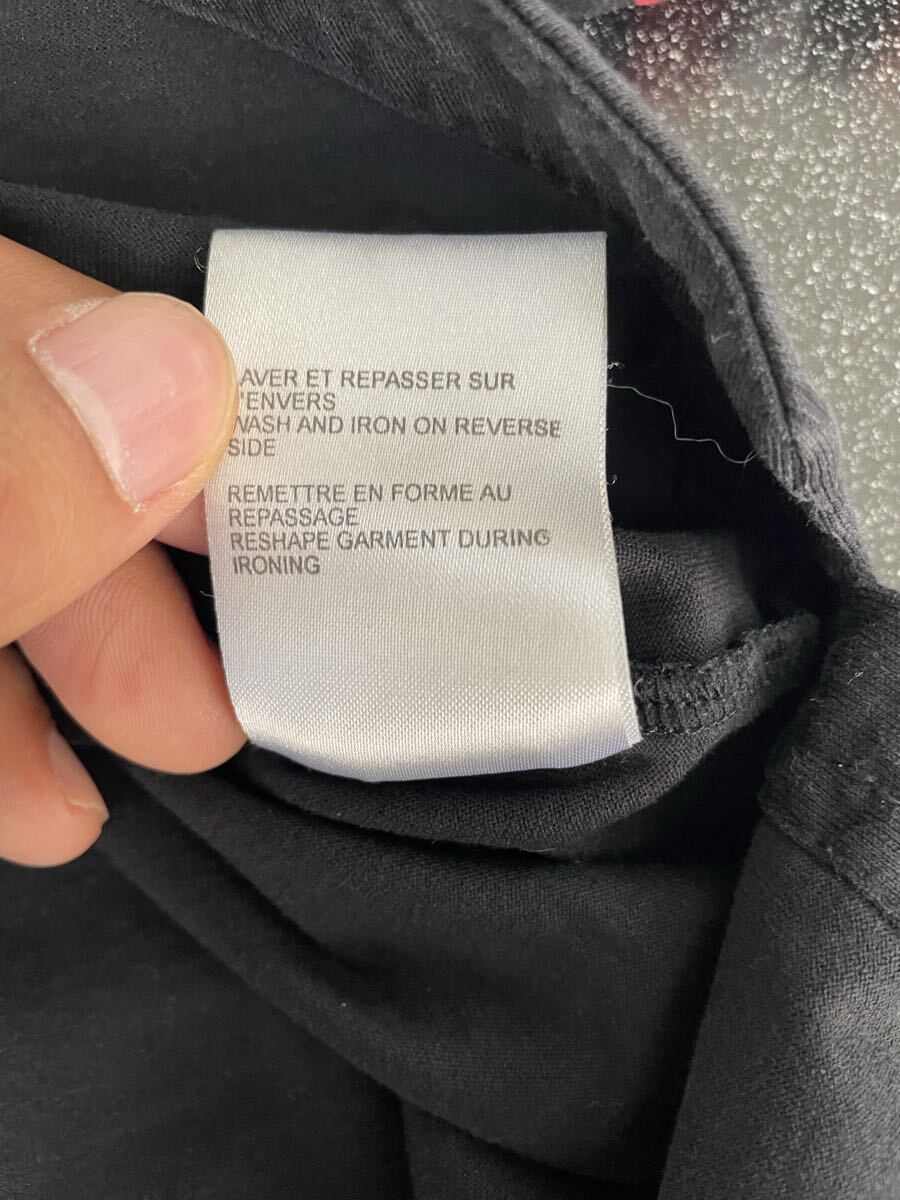 AVER ET REPASSER SUR
'ENVERS
WASH AND IRON ON REVERSE
SIDE
REMETTRE EN FORME AU
REPASSAGE
RESHAPE GARMENT DURING
IRONING